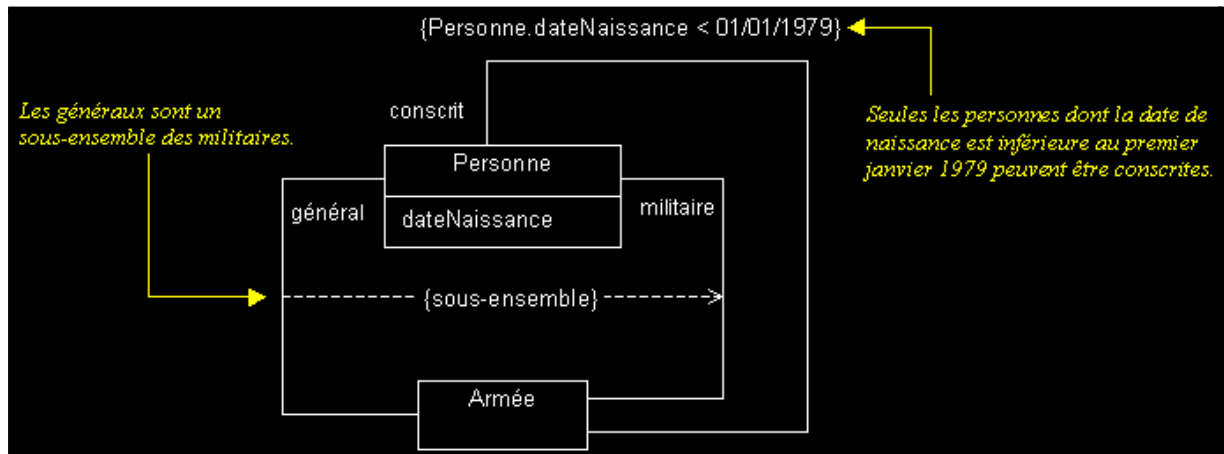 {Personne.dateNaissance < 01/01/1979}
Les généraux sont un
sous-ensemble des militaires.
conscrit
Seules les personnes dont la date de
naissance est inférieure au premier
janvier 1979 peuvent être conscrites.
Personne
général
militaire
dateNaissance
{sous-ensemble}
Armée